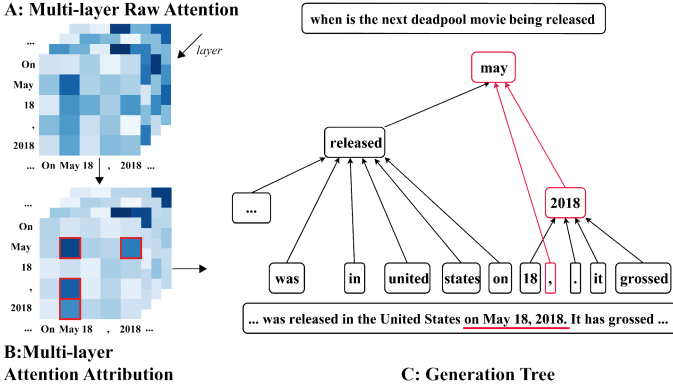 A: Multi-layer Raw Attention
...
On
May
18
,
2018
... On May 18 , 2018 ...
layer
...
On
May
18
,
2018
... On May 18 , 2018 ...
B:Multi-layer
Attention Attribution
when is the next deadpool movie being released
may
released
... 2018
was in united states on 18 , . it grossed
... was released in the United States on May 18, 2018. It has grossed ...
C: Generation Tree